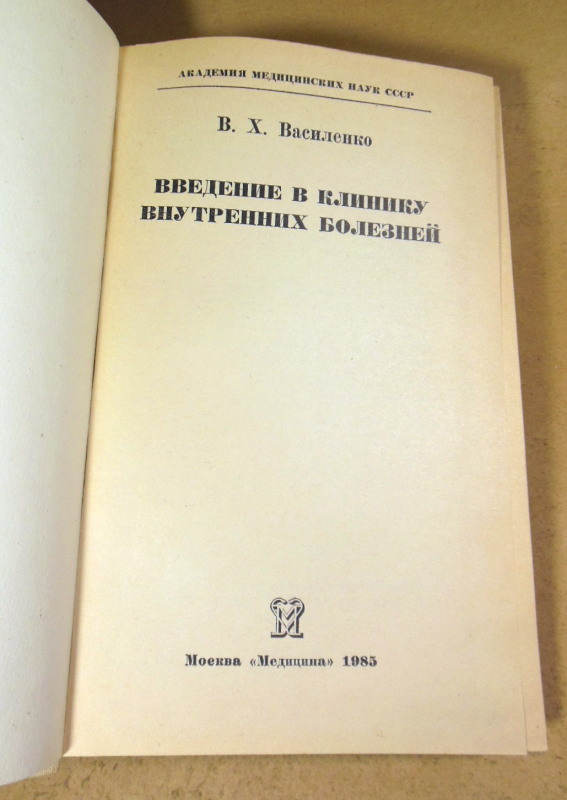 АКАДЕМИЯ МЕДИЦИНСКИХ НАУК СССР
В. Х. Василенко
ВВЕДЕНИЕ В КЛИНИКУ
ВНУТРЕННИХ БОЛЕЗНЕЙ
М
Москва «Медицина» 1985